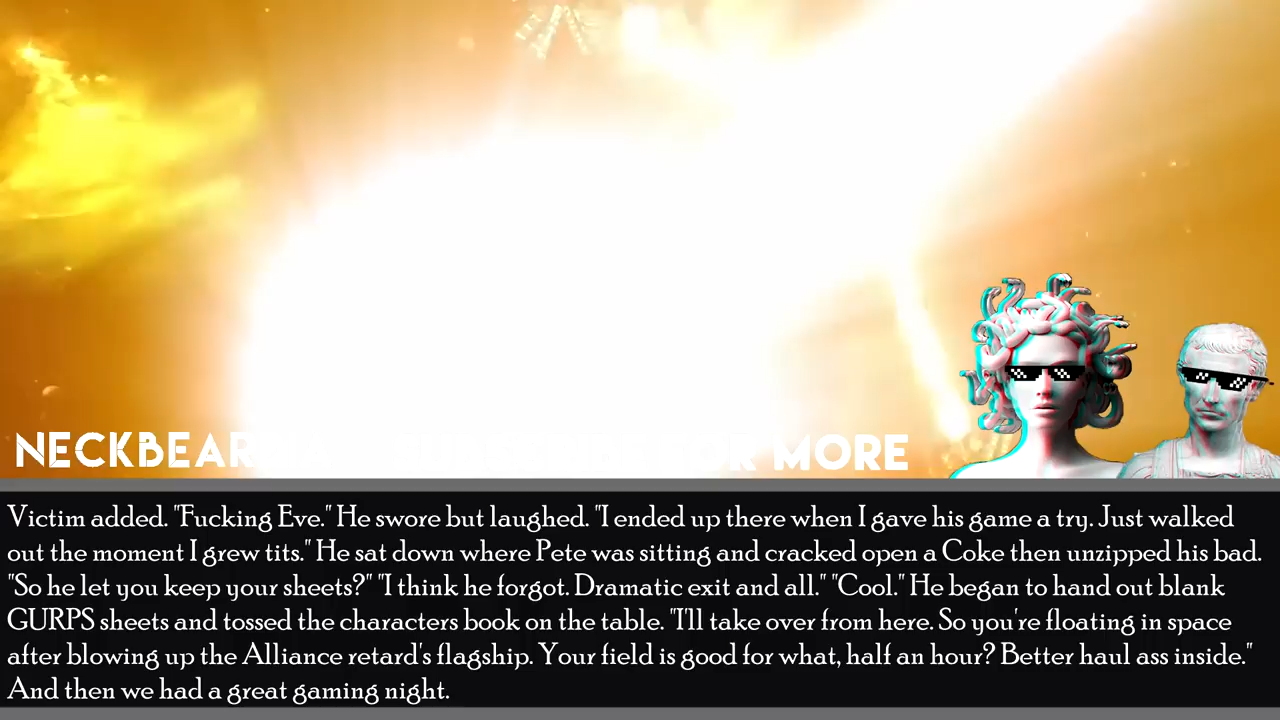 NECKBEAR
FOR MORE
Victim added. "Fucking Eve." He swore but laughed. "I ended up there when I gave his game a try. Just walked
out the moment I grew tits." He sat down where Pete was sitting and cracked open a Coke then unzipped his bad.
"So he let you keep your sheets?" "I think he forgot. Dramatic exit and all." "Cool." He began to hand out blank
GURPS sheets and tossed the characters book on the table. "I'll take over from here. So you're floating in space
after blowing up the Alliance retard's flagship. Your field is good for what, half an hour? Better haul ass inside."
And then we had a great gaming night.